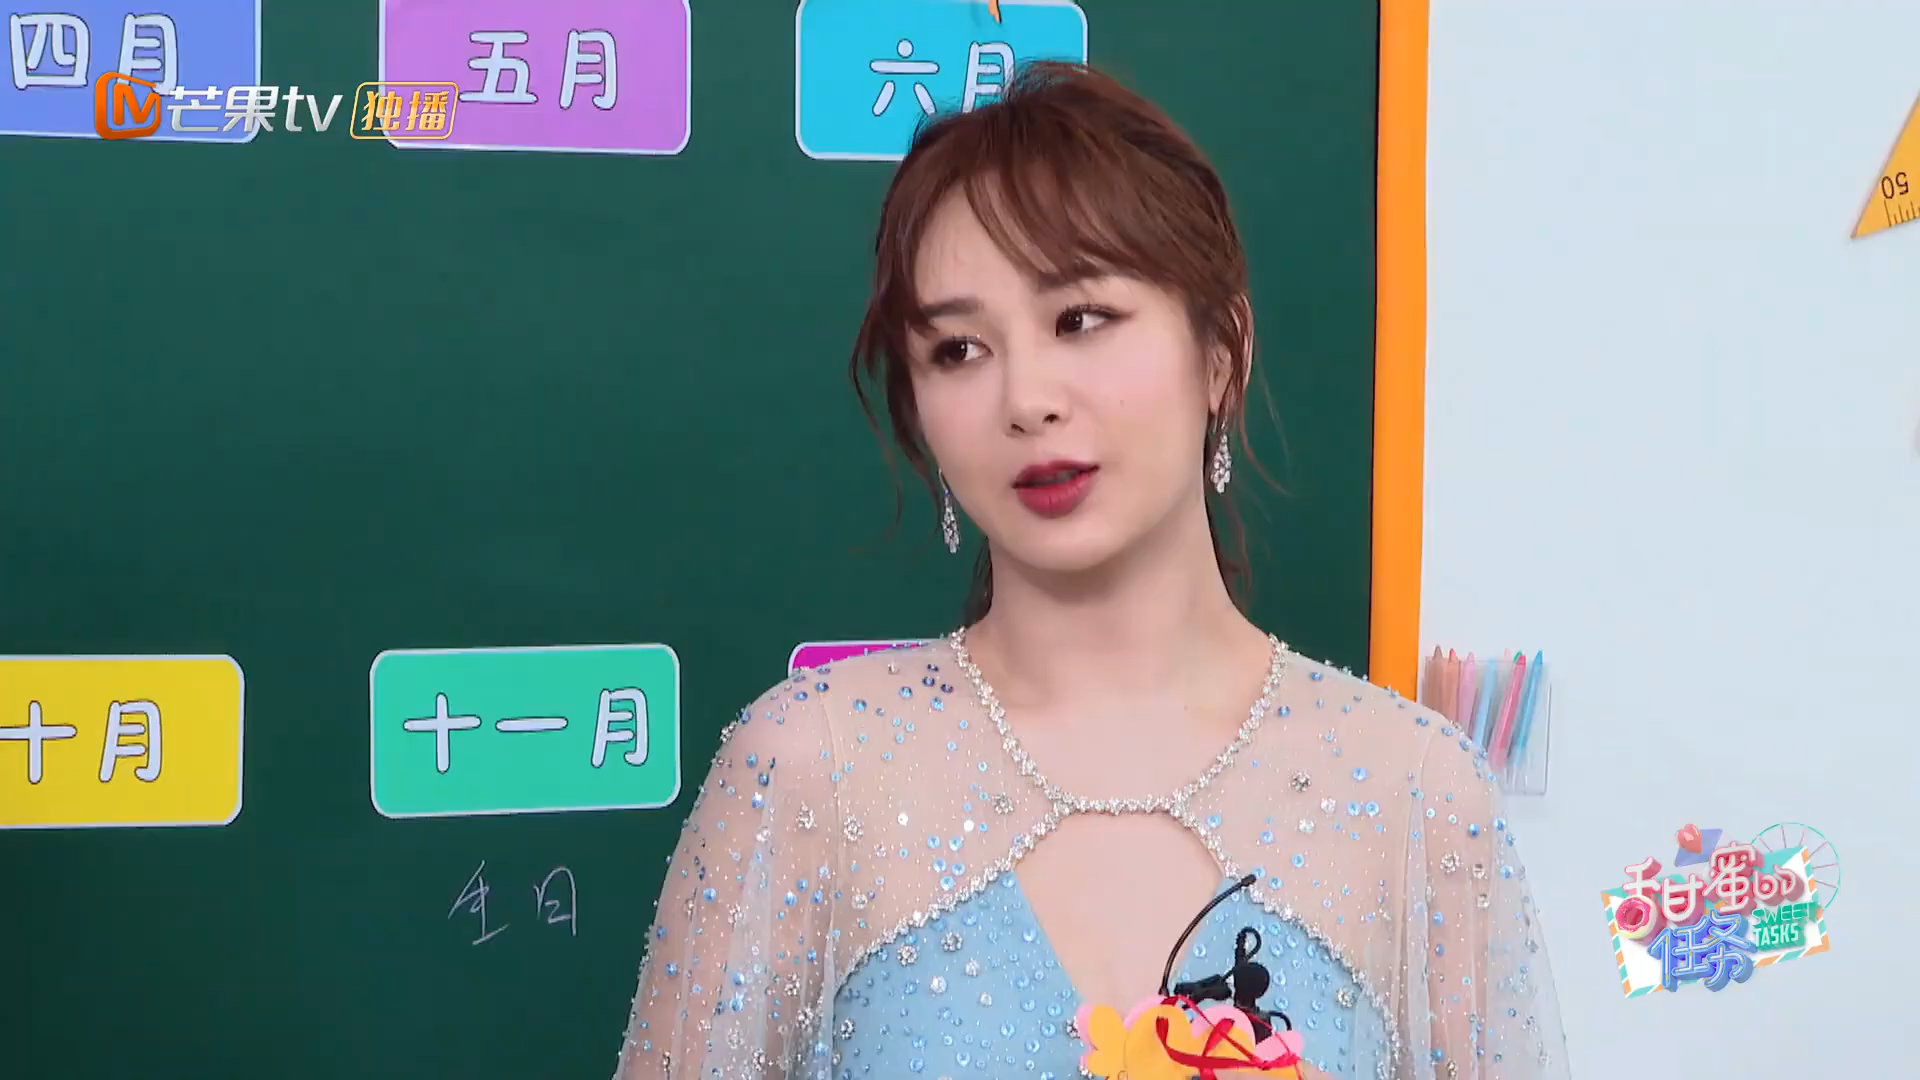 四月
五月
六月
芒果tv 独播
50
十月
十一月
生日
甜蜜的
任务
SWEET
TASKS